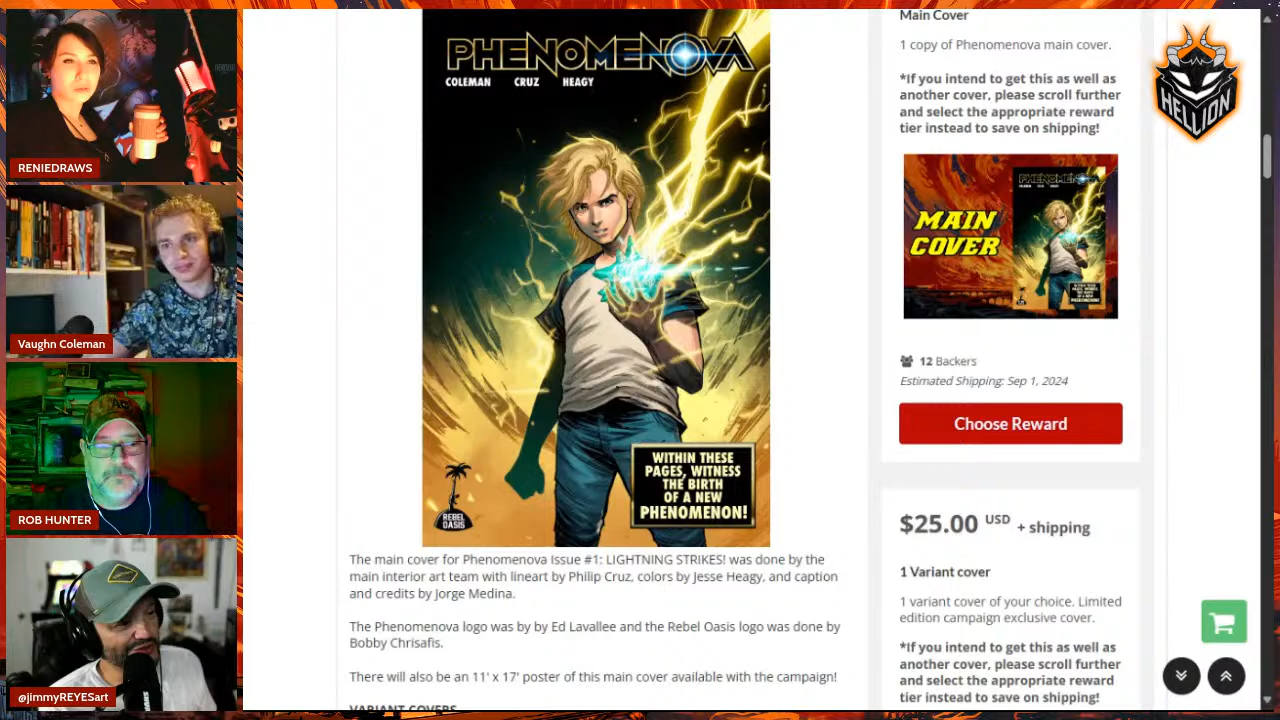 RENIEDRAWS
Vaughn Coleman
ROB HUNTER
@jimmyREYESart
PHENOMENOVA
COLEMAN CRUZ HEAGY
WITHIN THESE
PAGES, WITNESS
THE BIRTH
OF A NEW
PHENOMENON!
REBEL
OASIS
The main cover for Phenomenova Issue #1: LIGHTNING STRIKES! was done by the
main interior art team with lineart by Philip Cruz, colors by Jesse Heagy, and caption
and credits by Jorge Medina.
The Phenomenova logo was by by Ed Lavallee and the Rebel Oasis logo was done by
Bobby Chrisafis.
There will also be an 11' x 17' poster of this main cover available with the campaign!
VARIANT COVERS
Main Cover
1 copy of Phenomenova main cover.
*If you intend to get this as well as
another cover, please scroll further
and select the appropriate reward
tier instead to save on shipping!
MAIN
COVER
PHENOMENOVA
12 Backers
Estimated Shipping: Sep 1, 2024
Choose Reward
$25.00 USD + shipping
1 Variant cover
1 variant cover of your choice. Limited
edition campaign exclusive cover.
*If you intend to get this as well as
another cover, please scroll further
and select the appropriate reward
tier instead to save on shipping!
HELLION